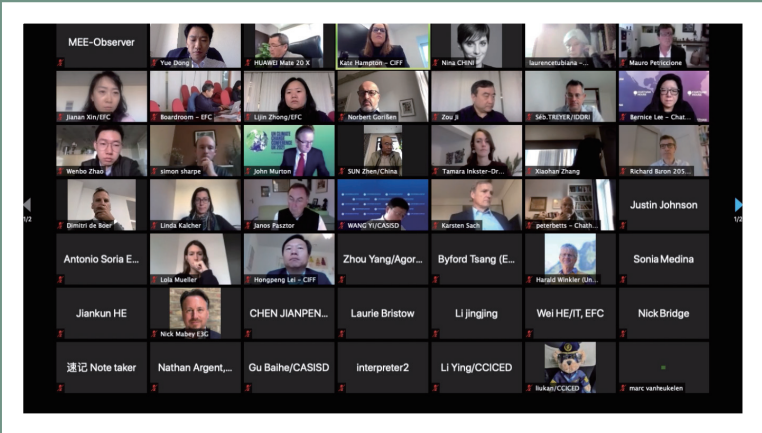 MEE-Observer
Yue Dong
HUAWEI Mate 20 X
Kate Hampton - CIFF
Nina CHINI
laurencetubiana -...
Mauro Petriccione
Jianan Xin/EFC
Boardroom - EFC
Lijin Zhong/EFC
Norbert Gorißen
Zou Ji
Séb.TREYER/IDDRI
Bernice Lee - Chat...
Wenbo Zhao
simon sharpe
John Murton
SUN Zhen/China
Tamara Inkster-Dr...
Xiaohan Zhang
Richard Baron 205...
Dimitri de Boer
Linda Kalcher
Janos Pasztor
WANG Yi/CASISD
Karsten Sach
peterbetts - Chath...
Justin Johnson
1/2
1/2
Antonio Soria E...
Lola Mueller
Hongpeng Lei - CIFF
Zhou Yang/Agor...
Byford Tsang (E...
Harald Winkler (Un...
Sonia Medina
Jiankun HE
Nick Mabey E3G
CHEN JIANPEN...
Laurie Bristow
Li jingjing
Wei HE/IT, EFC
Nick Bridge
速记 Note taker
Nathan Argent,...
Gu Baihe/CASISD
interpreter2
Li Ying/CCICED
liukan/CCICED
marc vanheukelen